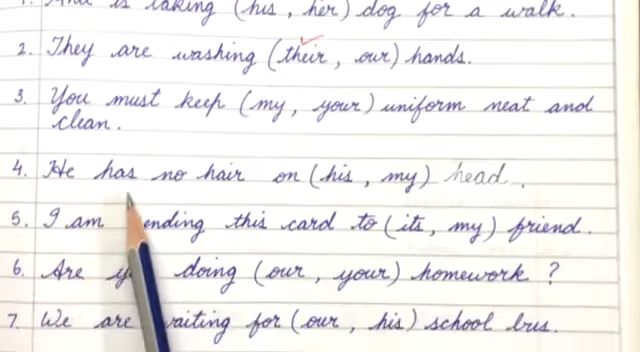 is taking (his, her) dog for a walk.
2. They are washing (their, our) hands.
3. You must keep (my, your) uniform neat and
clean.
4. He has no hair on (his, my) head.
5. I am ending this card to (its, my) friend.
6. Are doing (our, your) homework ?
7. We are aiting for (our, his) school bus.